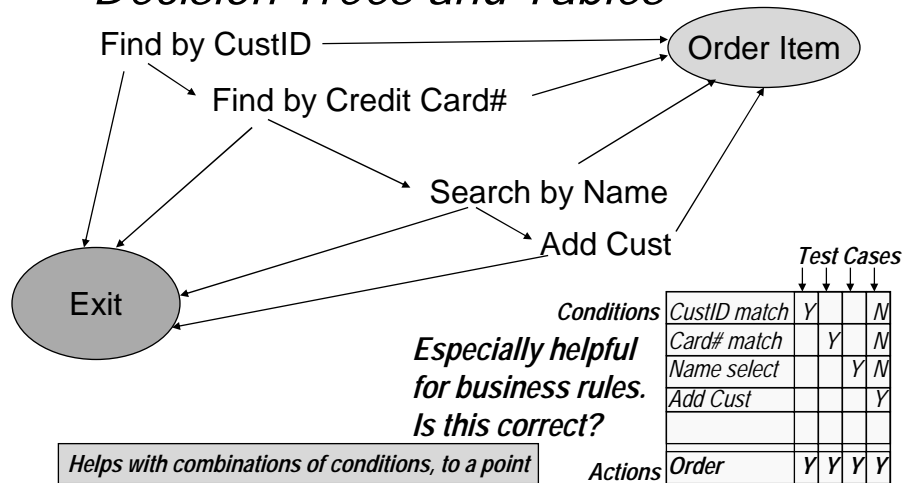 Decision Trees and Tables
Find by CustID
Order Item
Find by Credit Card#
Search by Name
Add Cust
Exit
Test Cases
Conditions CustID match Y N
Card# match Y N
Name select Y N
Add Cust Y
Especially helpful
for business rules.
Is this correct?
Helps with combinations of conditions, to a point
Actions Order Y Y Y Y